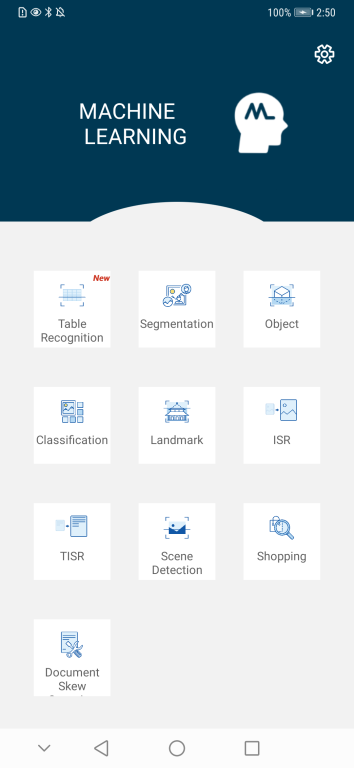 100% 2:50
MACHINE
LEARNING
New
Table
Recognition
Segmentation
Object
Classification
Landmark
ISR
TISR
Scene
Detection
Shopping
Document
Skew